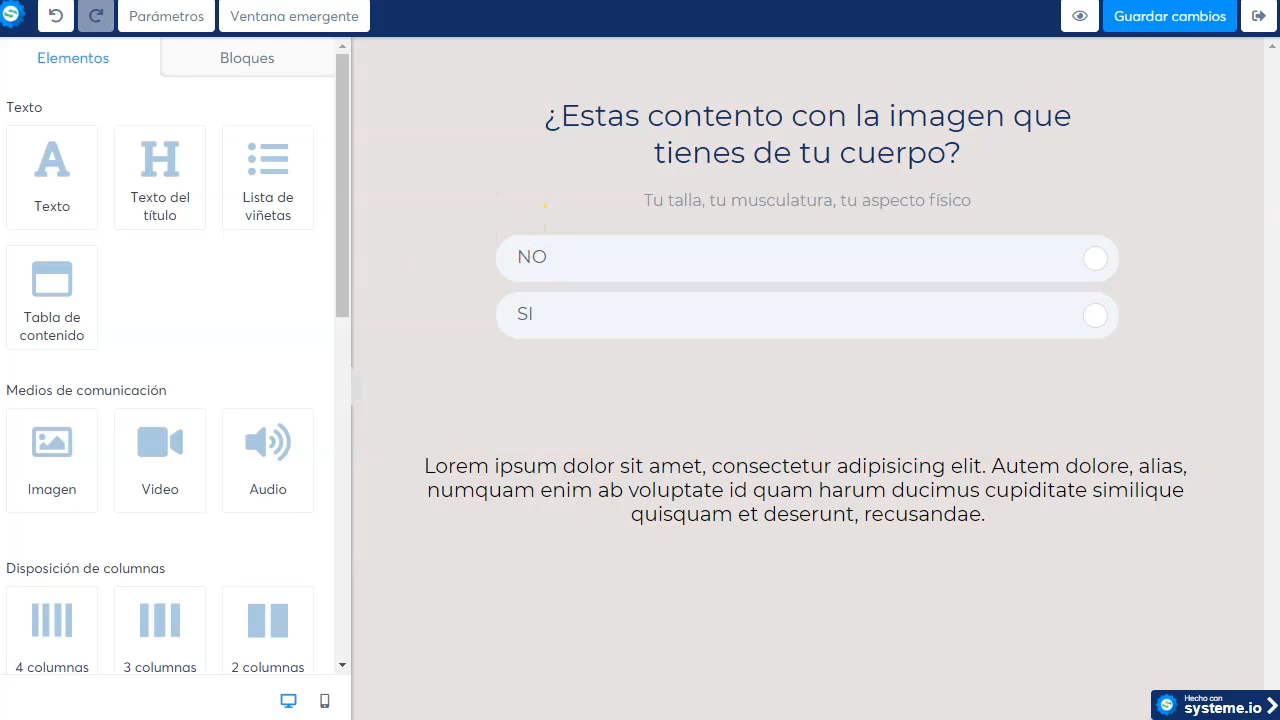 Parámetros
Ventana emergente
Guardar cambios
Elementos
Bloques
Texto
Texto
Texto del
título
Lista de
viñetas
Tabla de
contenido
Medios de comunicación
Imagen
Video
Audio
Disposición de columnas
4 columnas
3 columnas
2 columnas
¿Estas contento con la imagen que
tienes de tu cuerpo?
Tu talla, tu musculatura, tu aspecto físico
NO
SI
Lorem ipsum dolor sit amet, consectetur adipisicing elit. Autem dolore, alias,
numquam enim ab voluptate id quam harum ducimus cupiditate similique
quisquam et deserunt, recusandae.
Hecho con
systeme.io